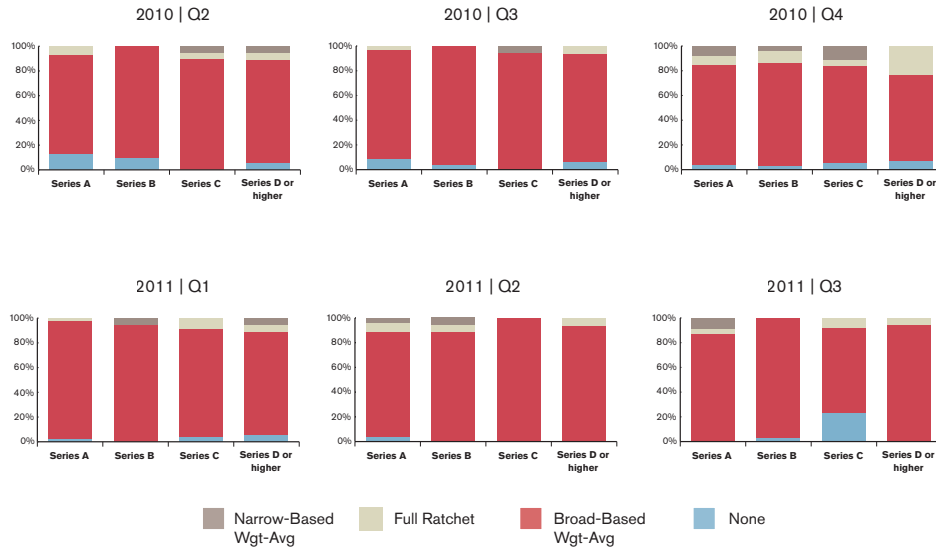 2010 | Q2
2010 | Q3
2010 | Q4
100%
80%
60%
40%
20%
0%
Series A
Series B
Series C
Series D or
higher
100%
80%
60%
40%
20%
0%
Series A
Series B
Series C
Series D or
higher
100%
80%
60%
40%
20%
0%
Series A
Series B
Series C
Series D or
higher
2011 | Q1
2011 | Q2
2011 | Q3
100%
80%
60%
40%
20%
0%
Series A
Series B
Series C
Series D or
higher
100%
80%
60%
40%
20%
0%
Series A
Series B
Series C
Series D or
higher
100%
80%
60%
40%
20%
0%
Series A
Series B
Series C
Series D or
higher
Narrow-Based
Wgt-Avg
Full Ratchet
Broad-Based
Wgt-Avg
None